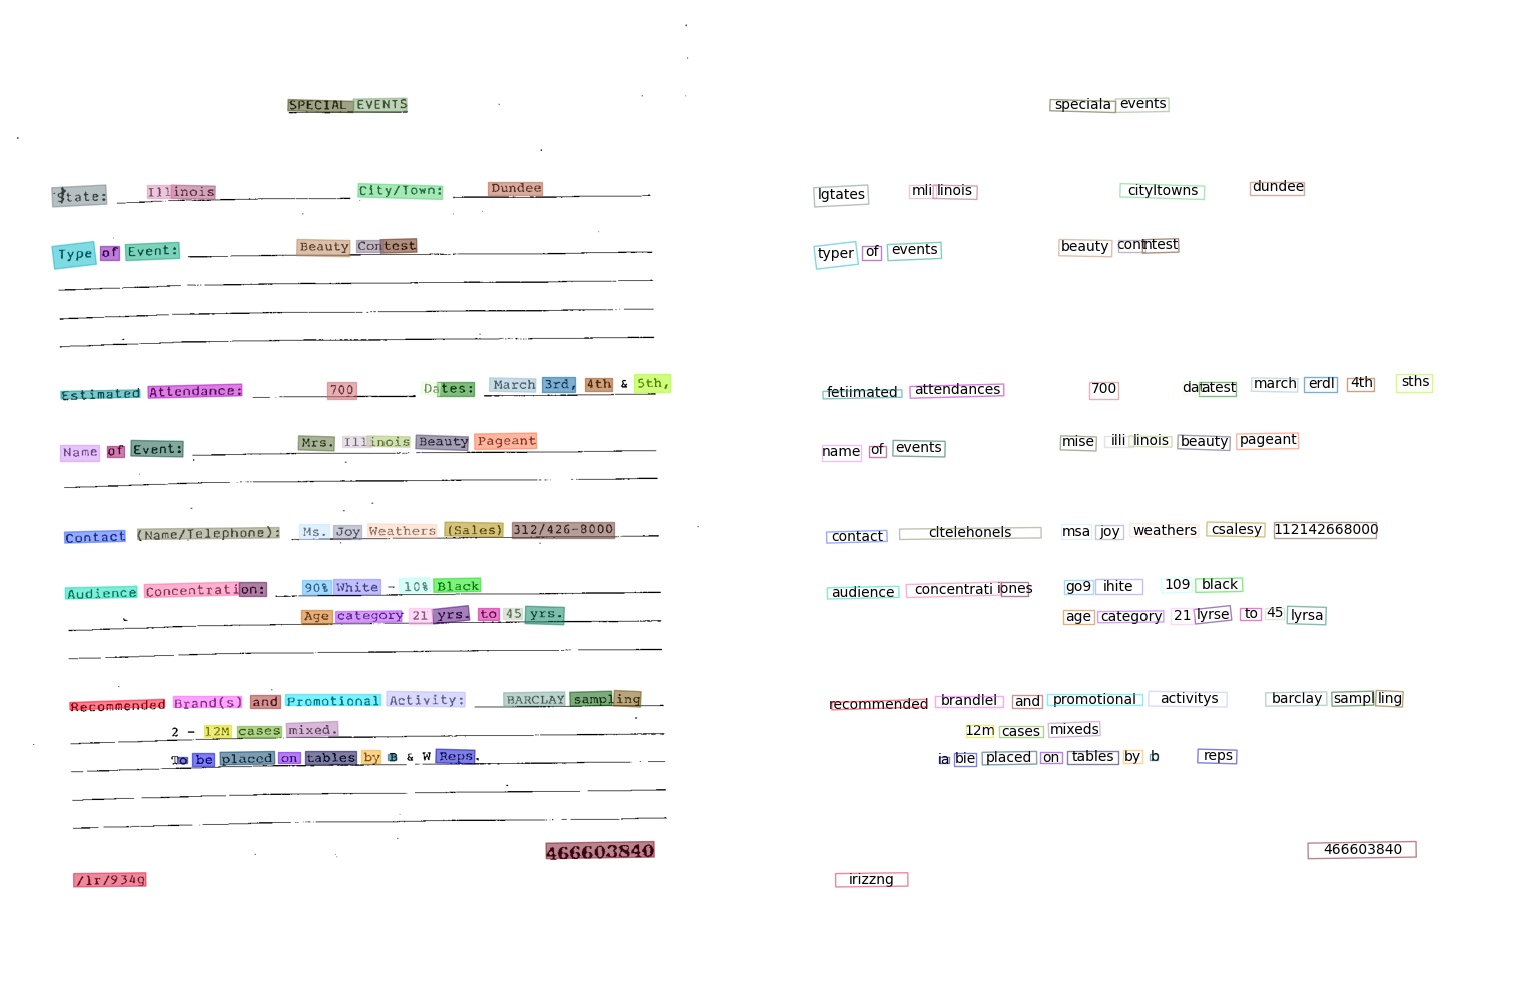 SPECIAL EVENTS
State: Illinois City/Town: Dundee
Type of Event: Beauty Contest
Estimated Attendance: 700 Dates: March 3rd, 4th & 5th,
Name of Event: Mrs. Illinois Beauty Pageant
Contact (Name/Telephone): Ms. Joy Weathers (Sales) 312/426-8000
Audience Concentration: 90% White - 10% Black
Age category 21 yrs. to 45 yrs.
Recommended Brand(s) and Promotional Activity: BARCLAY sampling
2 - 12M cases mixed.
To be placed on tables by B & W Reps.
466603840
/lr/934g
speciala events
lgtates mli linois cityltowns dundee
typer of events beauty cont ntest
fetiimated attendances 700 da tatest march erdl 4th sths
name of events mise illi linois beauty pageant
contact cltelehonels msa joy weathers csalesy 112142668000
audience concentrati iones go9 ihite 109 black
age category 21 lyrse to 45 lyrsa
recommended brandlel and promotional activitys barclay sampl ling
12m cases mixeds
ia bie placed on tables by b reps
466603840
irizzng